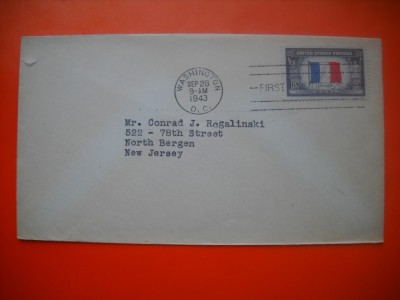 UNITED STATES POSTAGE
WASHINGTON
SEP 28
9-AM
1943
D. C.
FIRST
Mr. Conrad J. Rogalinski
522 - 78th Street
North Bergen
New Jersey